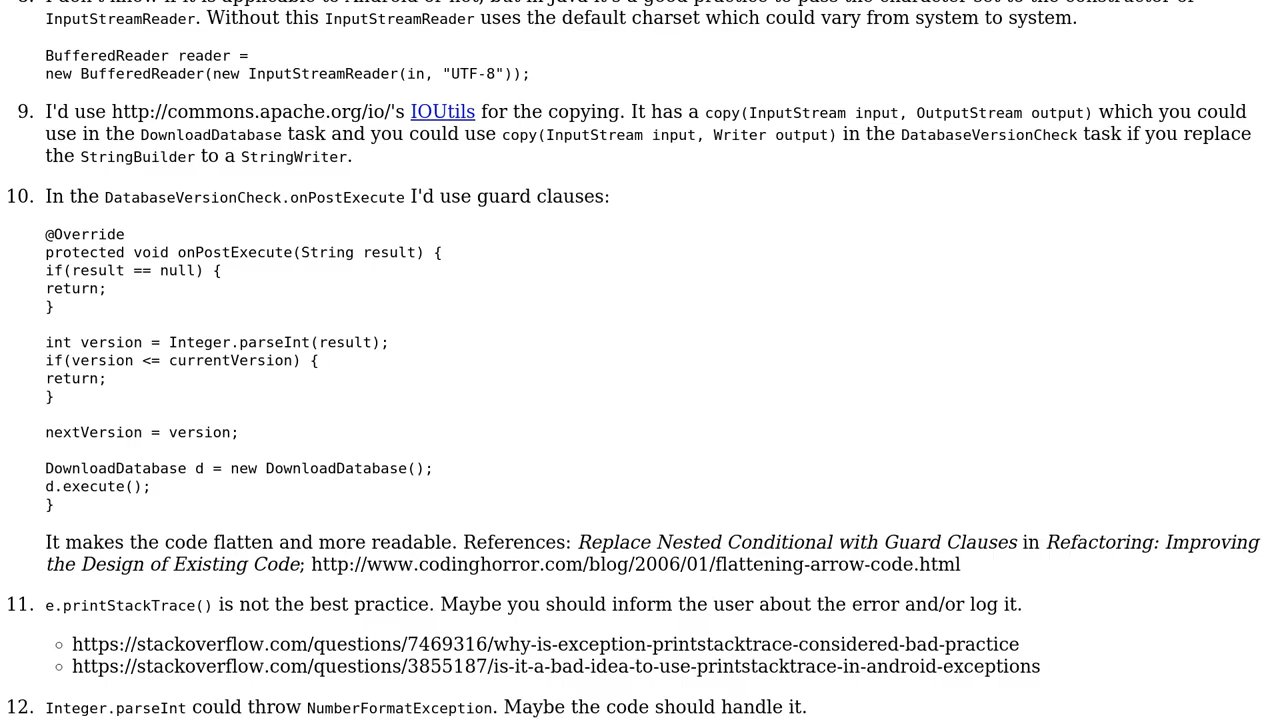 InputStreamReader. Without this InputStreamReader uses the default charset which could vary from system to system.
BufferedReader reader =
new BufferedReader(new InputStreamReader(in, "UTF-8"));
9. I'd use http://commons.apache.org/io/'s IOUtils for the copying. It has a copy(InputStream input, OutputStream output) which you could
use in the DownloadDatabase task and you could use copy(InputStream input, Writer output) in the DatabaseVersionCheck task if you replace
the StringBuilder to a StringWriter.
10. In the DatabaseVersionCheck.onPostExecute I'd use guard clauses:
@Override
protected void onPostExecute(String result) {
if(result == null) {
return;
}
int version = Integer.parseInt(result);
if(version <= currentVersion) {
return;
}
nextVersion = version;
DownloadDatabase d = new DownloadDatabase();
d.execute();
}
It makes the code flatten and more readable. References: Replace Nested Conditional with Guard Clauses in Refactoring: Improving
the Design of Existing Code; http://www.codinghorror.com/blog/2006/01/flattening-arrow-code.html
11. e.printStackTrace() is not the best practice. Maybe you should inform the user about the error and/or log it.
◦ https://stackoverflow.com/questions/7469316/why-is-exception-printstacktrace-considered-bad-practice
◦ https://stackoverflow.com/questions/3855187/is-it-a-bad-idea-to-use-printstacktrace-in-android-exceptions
12. Integer.parseInt could throw NumberFormatException. Maybe the code should handle it.